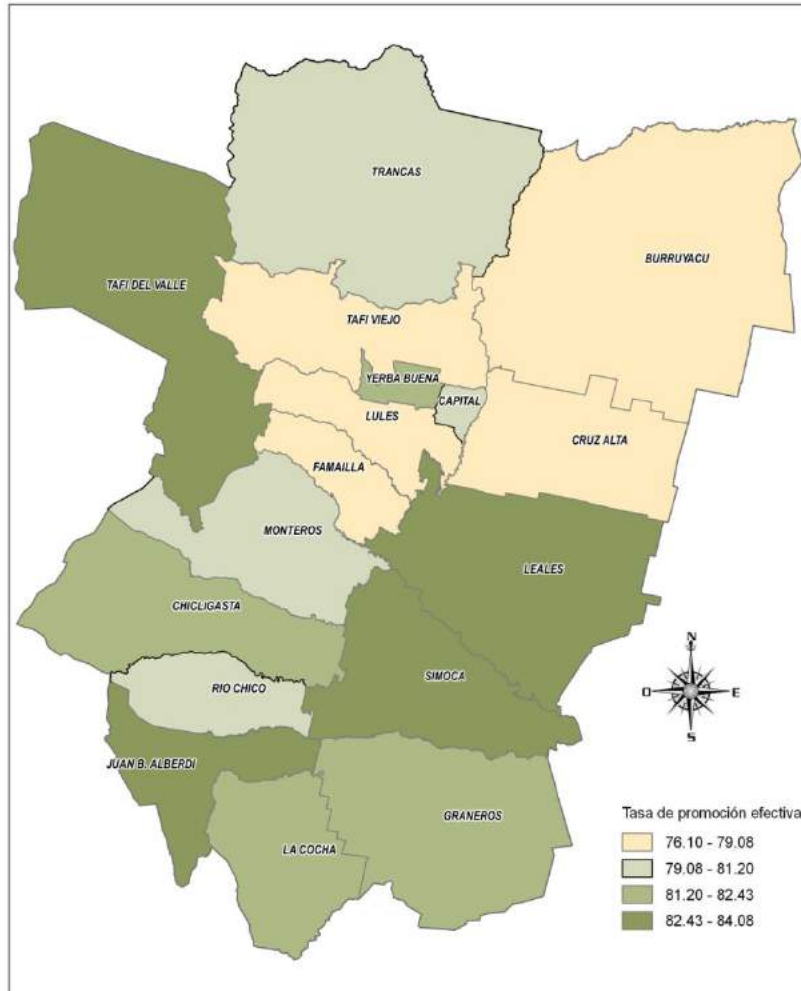 TRANCAS
BURRUYACU
TAFI DEL VALLE
TAFI VIEJO
YERBA BUENA
CAPITAL
LULES
CRUZ ALTA
FAMAILLA
MONTEROS
LEALES
CHICLIGASTA
SIMOCA
RIO CHICO
N
O E
S
JUAN B. ALBERDI
GRANEROS
LA COCHA
Tasa de promoción efectiva
76.10 - 79.08
79.08 - 81.20
81.20 - 82.43
82.43 - 84.08